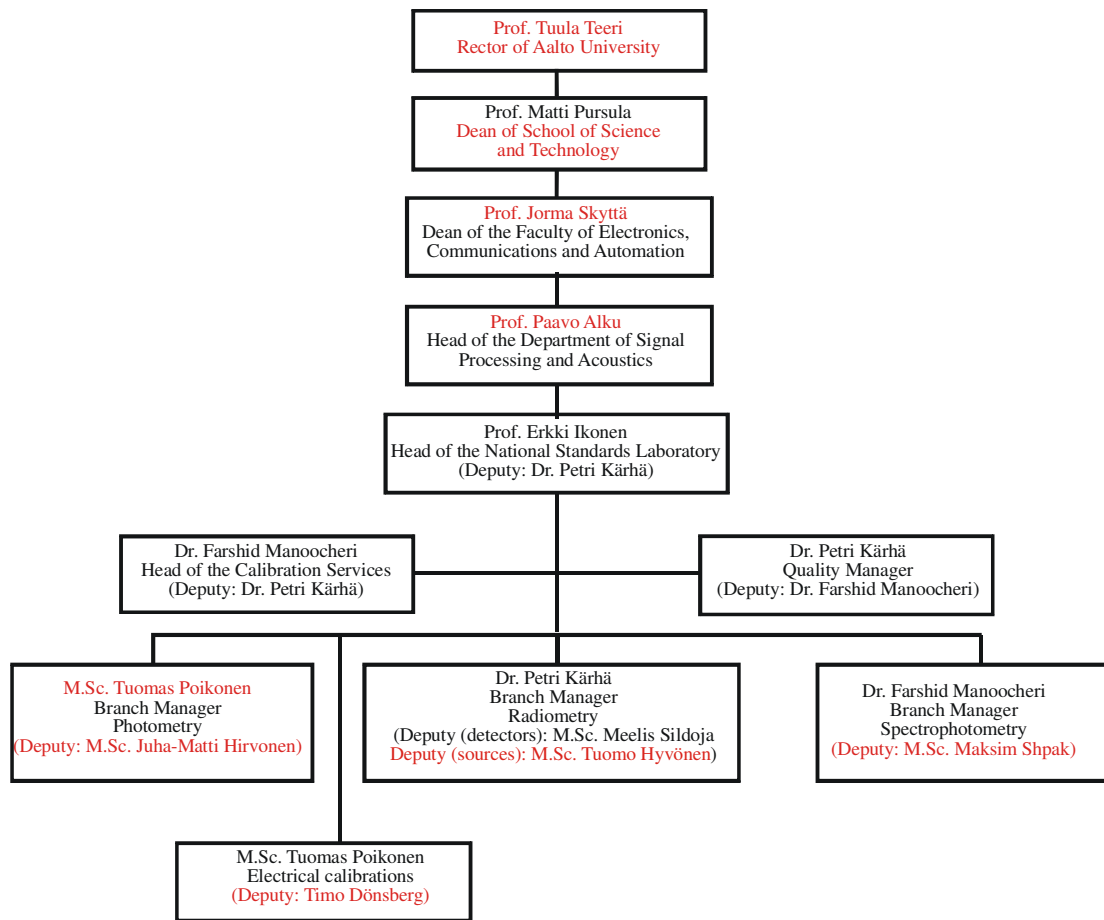 Prof. Tuula Teeri
Rector of Aalto University
Prof. Matti Pursula
Dean of School of Science
and Technology
Prof. Jorma Skyttä
Dean of the Faculty of Electronics,
Communications and Automation
Prof. Paavo Alku
Head of the Department of Signal
Processing and Acoustics
Prof. Erkki Ikonen
Head of the National Standards Laboratory
(Deputy: Dr. Petri Kärhä)
Dr. Farshid Manoocheri
Head of the Calibration Services
(Deputy: Dr. Petri Kärhä)
Dr. Petri Kärhä
Quality Manager
(Deputy: Dr. Farshid Manoocheri)
M.Sc. Tuomas Poikonen
Branch Manager
Photometry
(Deputy: M.Sc. Juha-Matti Hirvonen)
Dr. Petri Kärhä
Branch Manager
Radiometry
(Deputy (detectors): M.Sc. Meelis Sildoja
Deputy (sources): M.Sc. Tuomo Hyvönen)
Dr. Farshid Manoocheri
Branch Manager
Spectrophotometry
(Deputy: M.Sc. Maksim Shpak)
M.Sc. Tuomas Poikonen
Electrical calibrations
(Deputy: Timo Dönsberg)